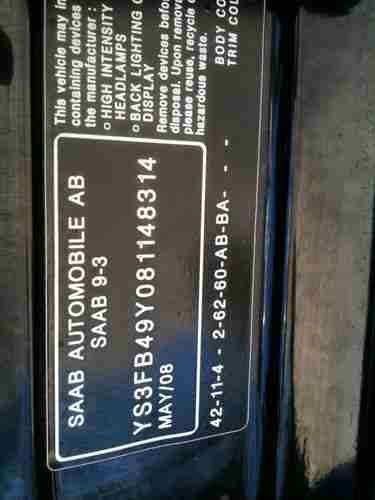 This vehicle may in
containing devices
the manufacturer :
○ HIGH INTENSITY
HEADLAMPS
○ BACK LIGHTING
DISPLAY
Remove devices befo
disposal. Upon remov
please reuse, recycle
hazardous waste.
BODY CO
TRIM COL
SAAB AUTOMOBILE AB
SAAB 9-3
YS3FB49Y081148314
MAY/08
42-11-4 - 2-62-60-AB-BA- - -